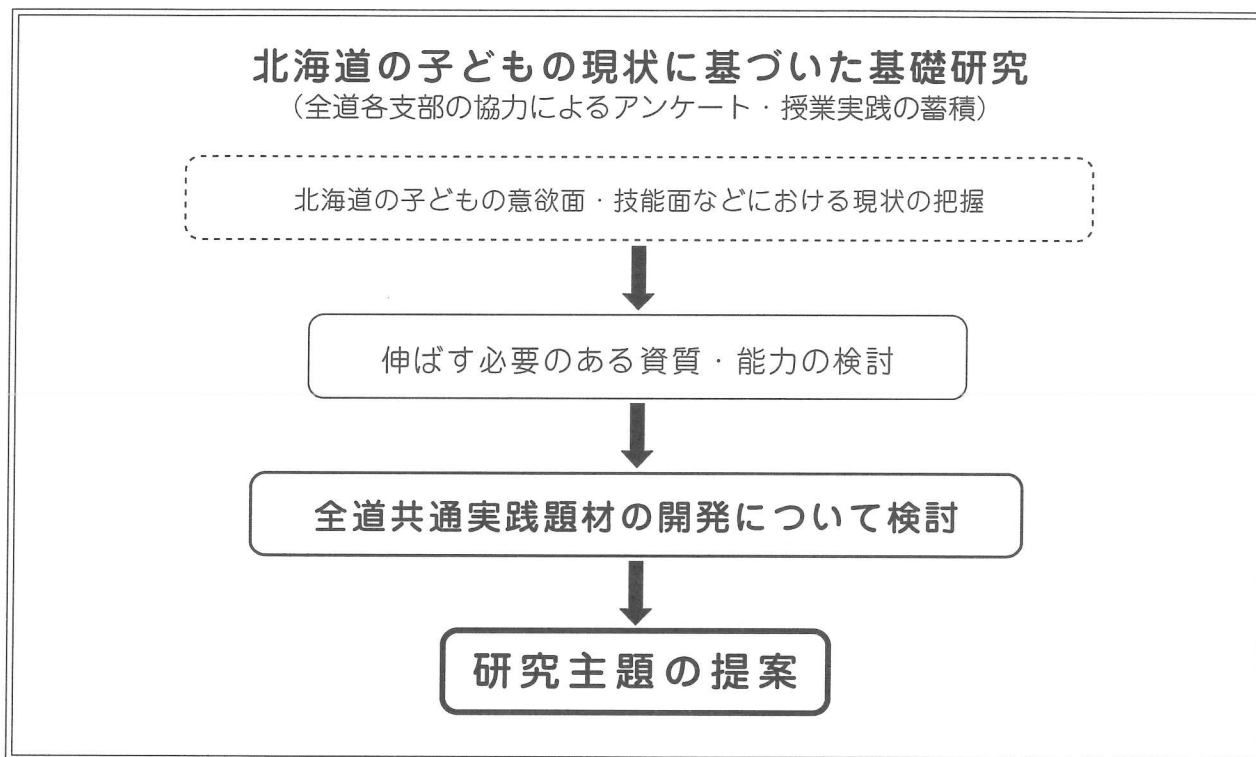 北海道の子どもの現状に基づいた基礎研究
（全道各支部の協力によるアンケート・授業実践の蓄積）
北海道の子どもの意欲面・技能面などにおける現状の把握
伸ばす必要のある資質・能力の検討
全道共通実践題材の開発について検討
研究主題の提案